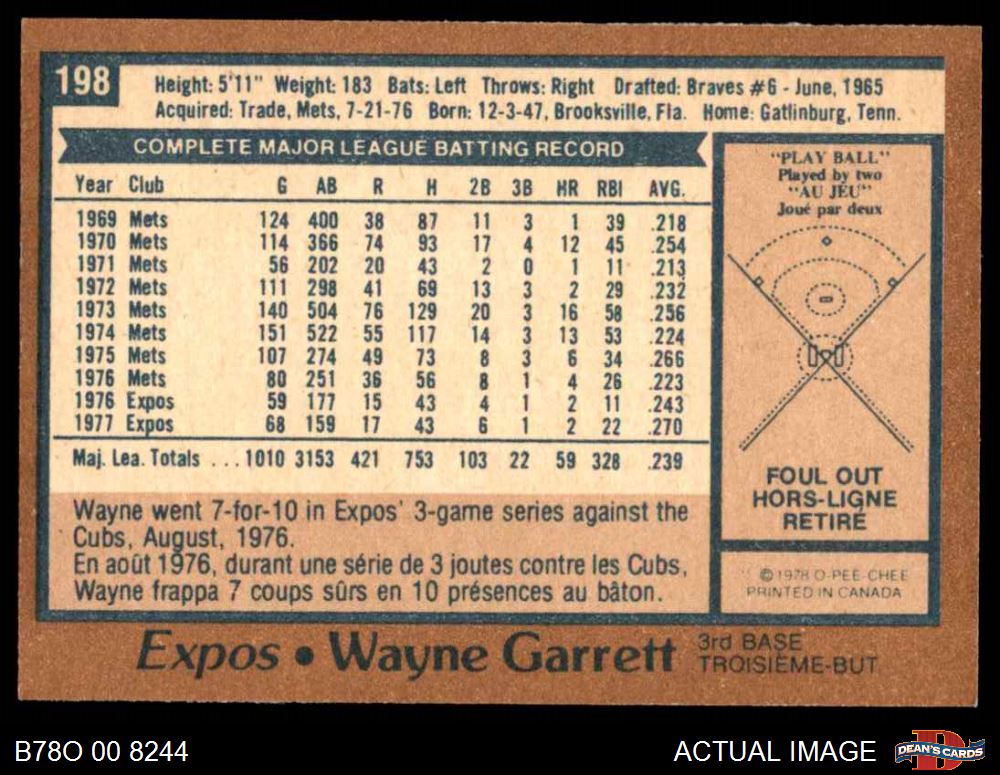 198
Height: 5'11" Weight: 183 Bats: Left Throws: Right Drafted: Braves #6 - June, 1965
Acquired: Trade, Mets, 7-21-76 Born: 12-3-47, Brooksville, Fla. Home: Gatlinburg, Tenn.
COMPLETE MAJOR LEAGUE BATTING RECORD
Year Club G AB R H 2B 3B HR RBI AVG.
1969 Mets 124 400 38 87 11 3 1 39 .218
1970 Mets 114 366 74 93 17 4 12 45 .254
1971 Mets 56 202 20 43 2 0 1 11 .213
1972 Mets 111 298 41 69 13 3 2 29 .232
1973 Mets 140 504 76 129 20 3 16 58 .256
1974 Mets 151 522 55 117 14 3 13 53 .224
1975 Mets 107 274 49 73 8 3 6 34 .266
1976 Mets 80 251 36 56 8 1 4 26 .223
1976 Expos 59 177 15 43 4 1 2 11 .243
1977 Expos 68 159 17 43 6 1 2 22 .270
Maj. Lea. Totals ... 1010 3153 421 753 103 22 59 328 .239
Wayne went 7-for-10 in Expos' 3-game series against the
Cubs, August, 1976.
En août 1976, durant une série de 3 joutes contre les Cubs,
Wayne frappa 7 coups sûrs en 10 présences au bâton.
"PLAY BALL"
Played by two
"AU JEU"
Joué par deux
FOUL OUT
HORS-LIGNE
RETIRÉ
© 1978 O-PEE-CHEE
PRINTED IN CANADA
Expos • Wayne Garrett 3rd BASE
TROISIÈME-BUT
B78O 00 8244
ACTUAL IMAGE
DEAN'S CARDS